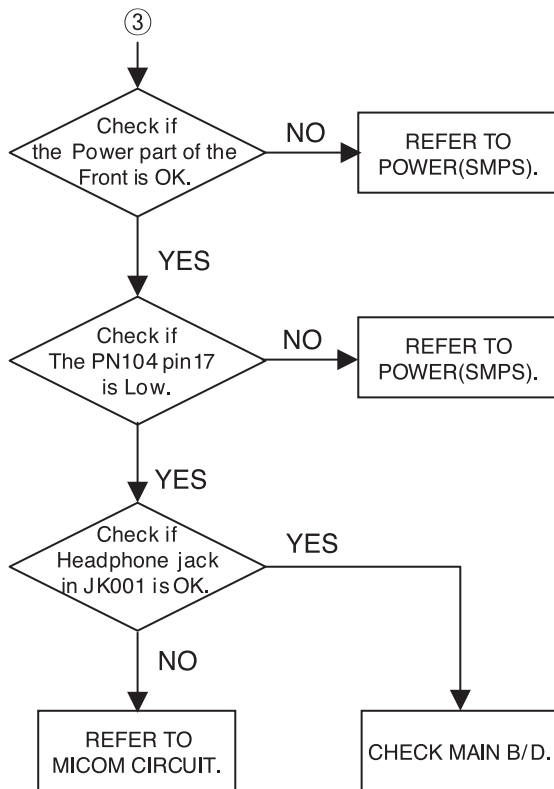 ③
Check if
the Power part of the
Front is OK.
NO
REFER TO
POWER(SMPS).
YES
Check if
The PN104 pin17
is Low.
NO
REFER TO
POWER(SMPS).
YES
Check if
Headphone jack
in JK001 is OK.
YES
NO
REFER TO
MICOM CIRCUIT.
CHECK MAIN B/D.